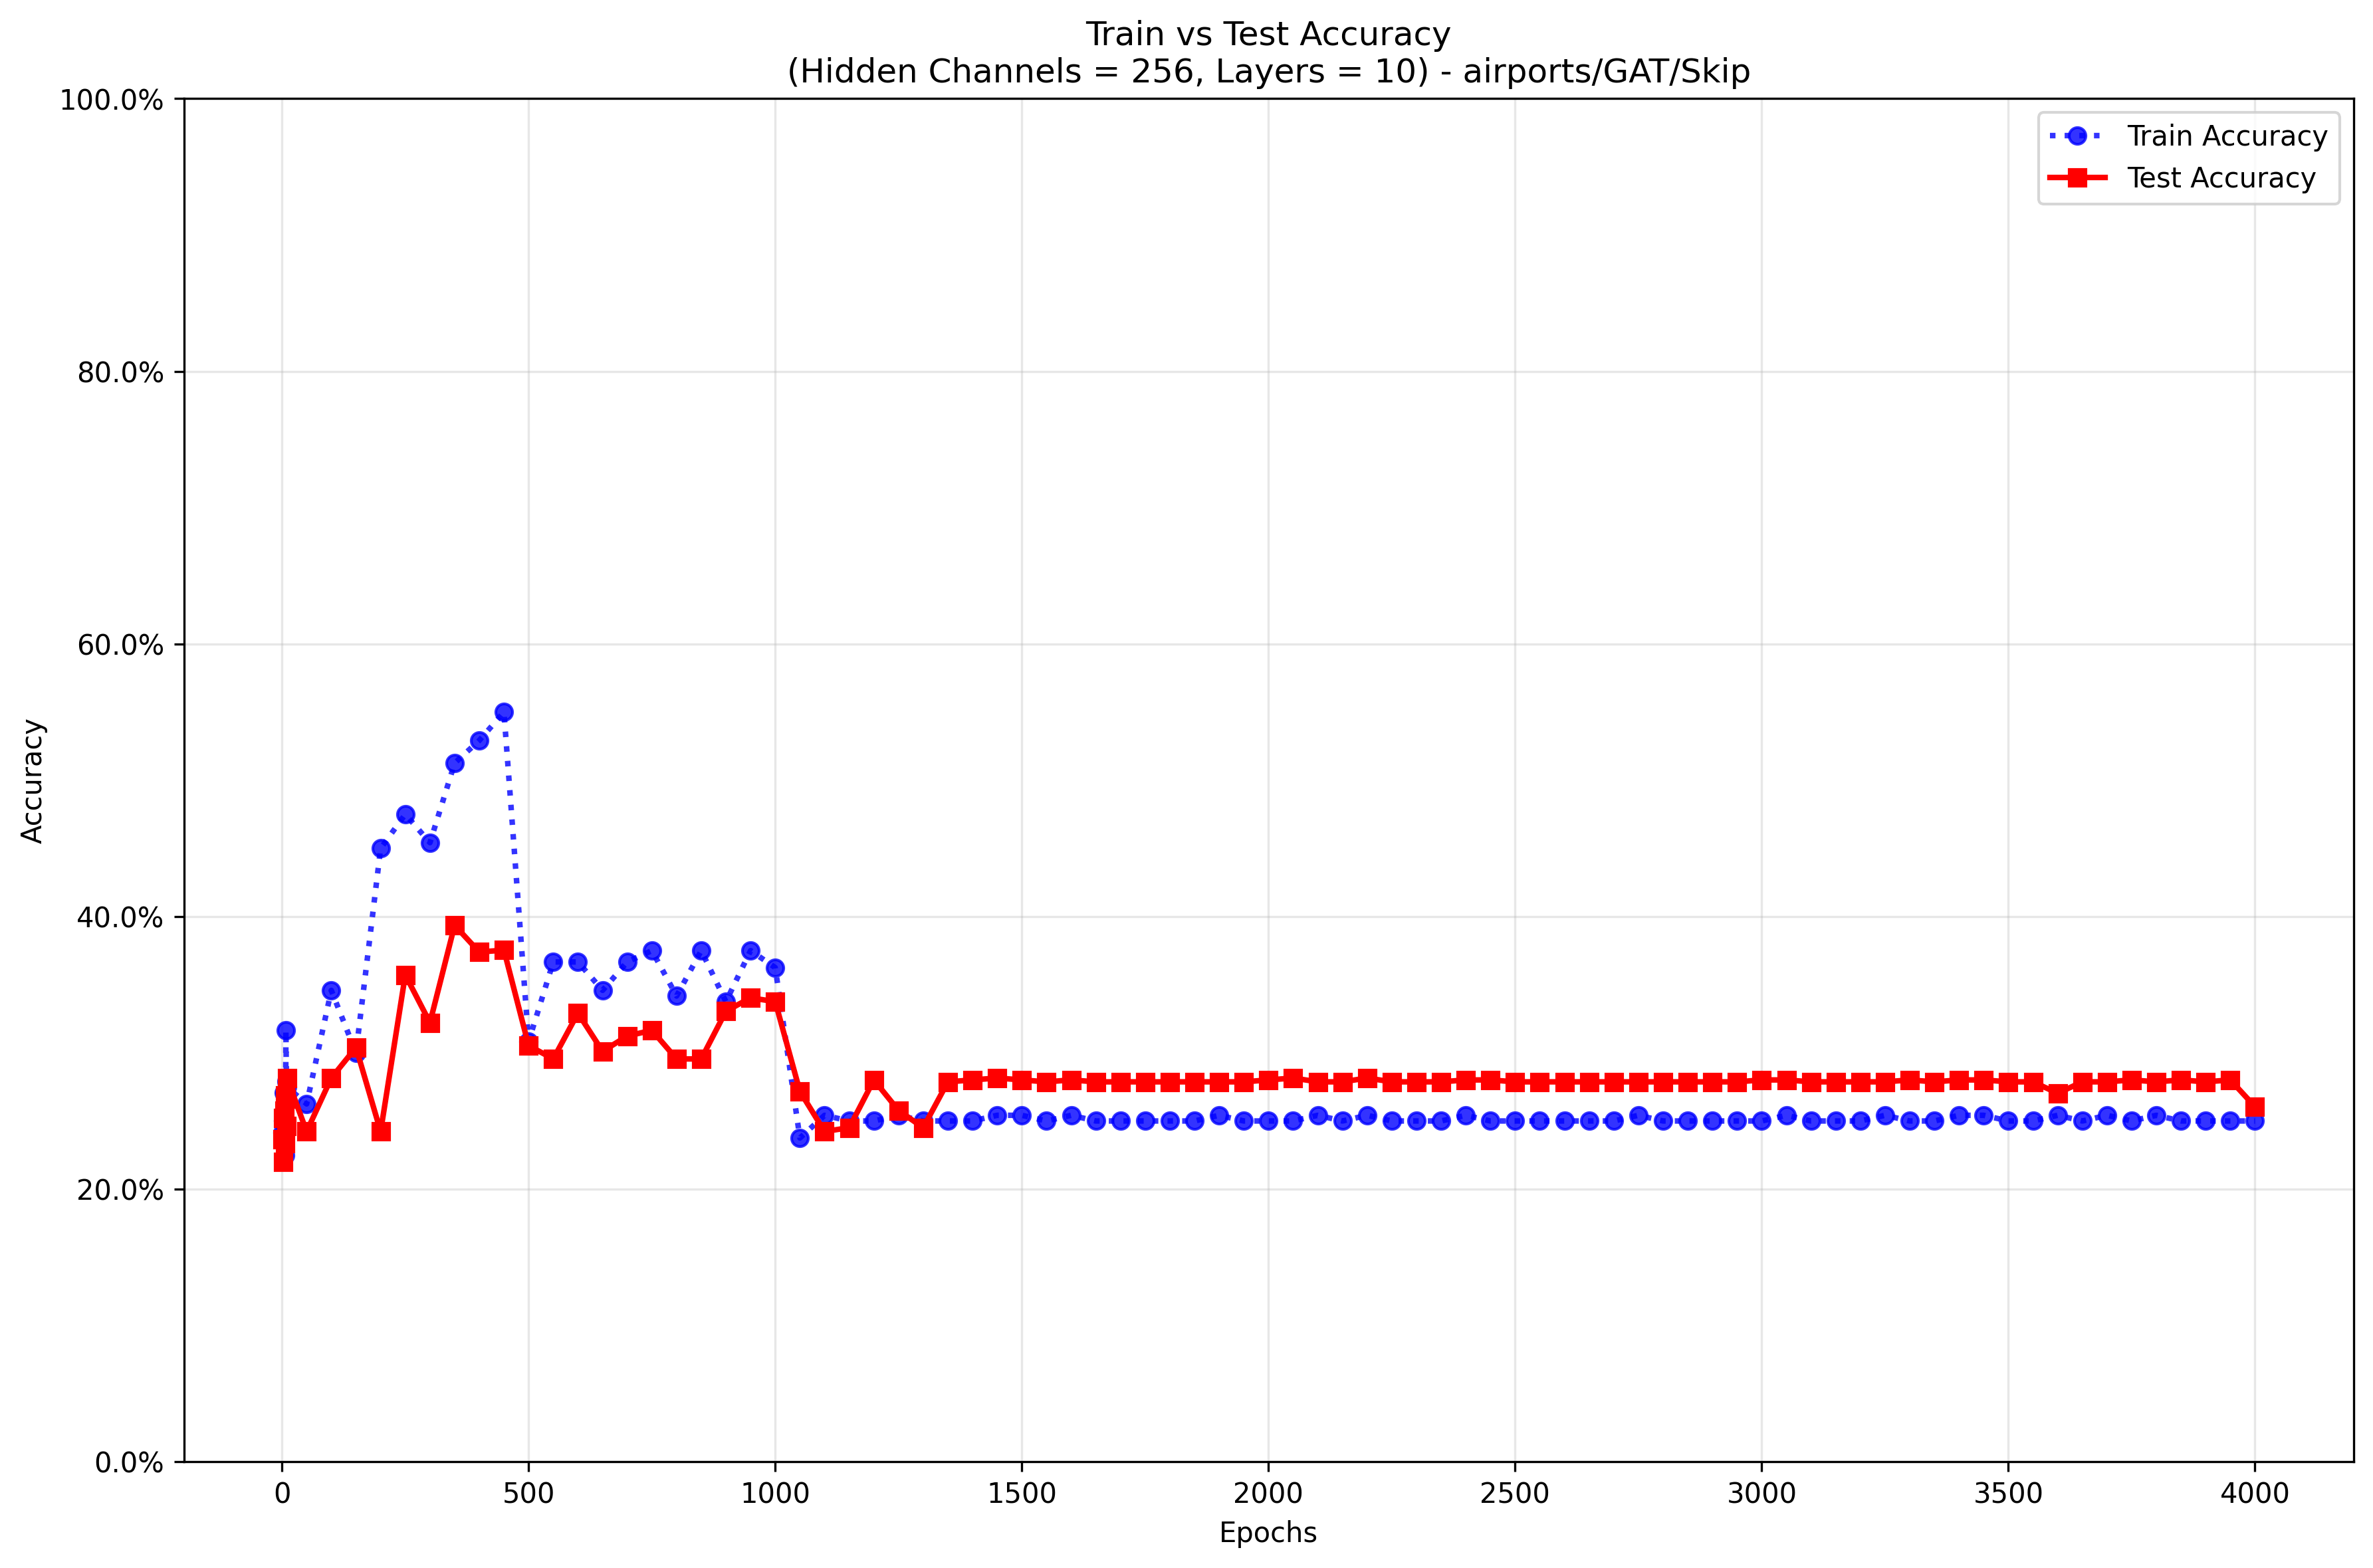 Train vs Test Accuracy
(Hidden Channels = 256, Layers = 10) - airports/GAT/Skip
Train Accuracy
Test Accuracy
Accuracy
100.0%
80.0%
60.0%
40.0%
20.0%
0.0%
0 500 1000 1500 2000 2500 3000 3500 4000
Epochs